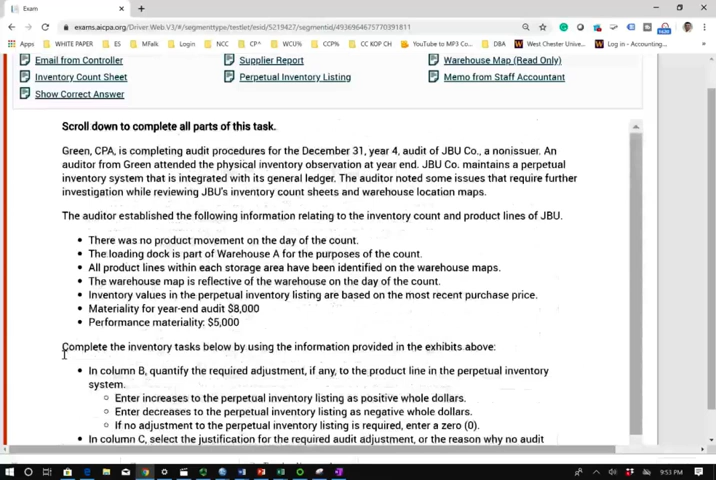 Exam
exams.aicpa.org/Driver.Web.V3/#/segmenttype/testlet/esid/5219427/segmentid/4936964675770391811
Apps WHITE PAPER ES MFalk Login NCC CP^ WCU% CCP% CC KOP CH YouTube to MP3 Co... DBA West Chester Unive... Log in - Accounting...
Email from Controller Supplier Report Warehouse Map (Read Only)
Inventory Count Sheet Perpetual Inventory Listing Memo from Staff Accountant
Show Correct Answer
Scroll down to complete all parts of this task.
Green, CPA, is completing audit procedures for the December 31, year 4, audit of JBU Co., a nonissuer. An
auditor from Green attended the physical inventory observation at year end. JBU Co. maintains a perpetual
inventory system that is integrated with its general ledger. The auditor noted some issues that require further
investigation while reviewing JBU's inventory count sheets and warehouse location maps.
The auditor established the following information relating to the inventory count and product lines of JBU.
• There was no product movement on the day of the count.
• The loading dock is part of Warehouse A for the purposes of the count.
• All product lines within each storage area have been identified on the warehouse maps.
• The warehouse map is reflective of the warehouse on the day of the count.
• Inventory values in the perpetual inventory listing are based on the most recent purchase price.
• Materiality for year-end audit $8,000
• Performance materiality: $5,000
Complete the inventory tasks below by using the information provided in the exhibits above:
• In column B, quantify the required adjustment, if any, to the product line in the perpetual inventory
system.
○ Enter increases to the perpetual inventory listing as positive whole dollars.
○ Enter decreases to the perpetual inventory listing as negative whole dollars.
○ If no adjustment to the perpetual inventory listing is required, enter a zero (0).
• In column C, select the justification for the required audit adjustment, or the reason why no audit
9:53 PM